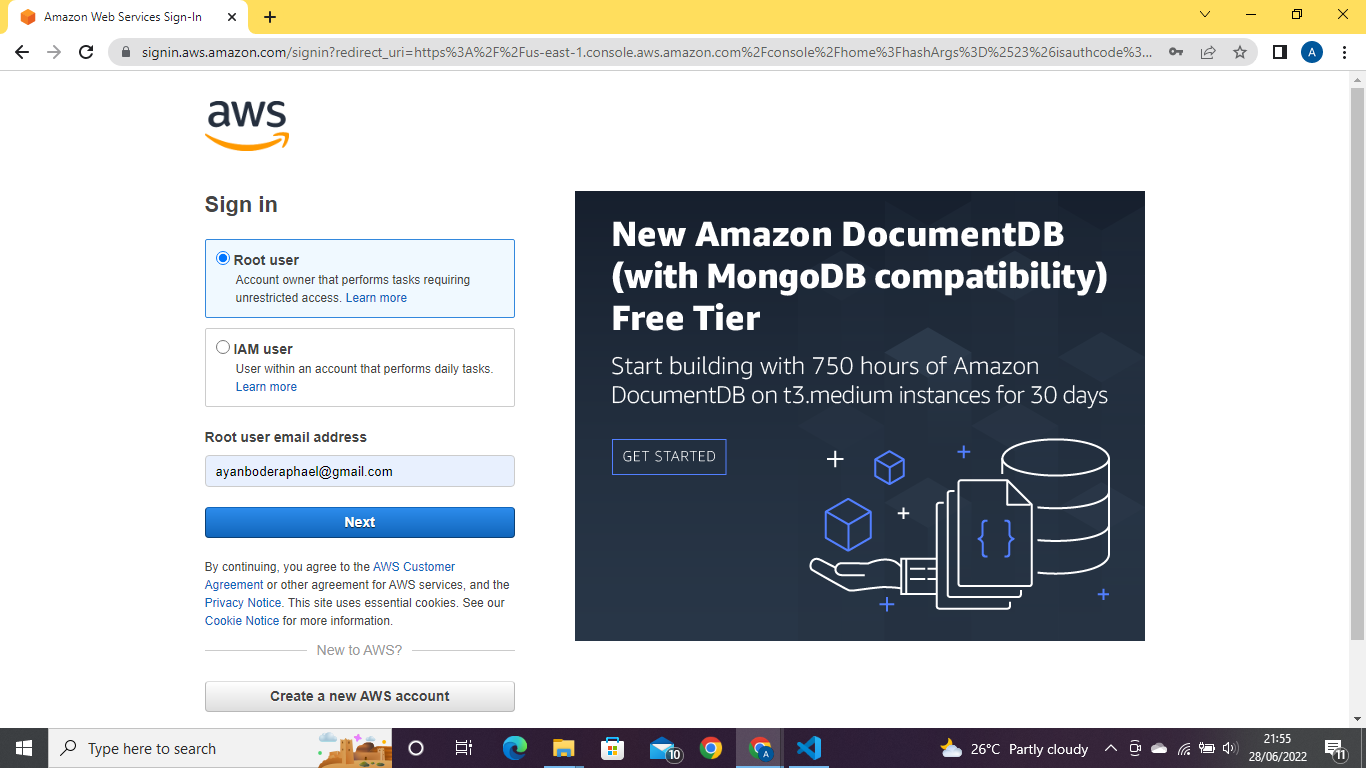 Amazon Web Services Sign-In
signin.aws.amazon.com/signin?redirect_uri=https%3A%2F%2Fus-east-1.console.aws.amazon.com%2Fconsole%2Fhome%3FhashArgs%3D%2523%26isauthcode%3...
A
aws
Sign in
Root user
Account owner that performs tasks requiring
unrestricted access. Learn more
IAM user
User within an account that performs daily tasks.
Learn more
Root user email address
ayanboderaphael@gmail.com
Next
By continuing, you agree to the AWS Customer
Agreement or other agreement for AWS services, and the
Privacy Notice. This site uses essential cookies. See our
Cookie Notice for more information.
New to AWS?
Create a new AWS account
New Amazon DocumentDB
(with MongoDB compatibility)
Free Tier
Start building with 750 hours of Amazon
DocumentDB on t3.medium instances for 30 days
GET STARTED
{ }
Type here to search
10
A
26°C Partly cloudy
21:55
28/06/2022
11